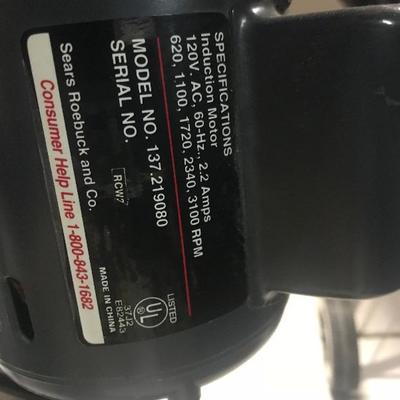 SPECIFICATIONS
Induction Motor
120V. AC, 60-Hz., 2.2 Amps
620, 1100, 1720, 2340, 3100 RPM
MODEL NO. 137.219080
SERIAL NO.
RCW7
Sears Roebuck and Co.
Consumer Help Line 1-800-843-1682
UL
LISTED
37J2
E82443
MADE IN CHINA